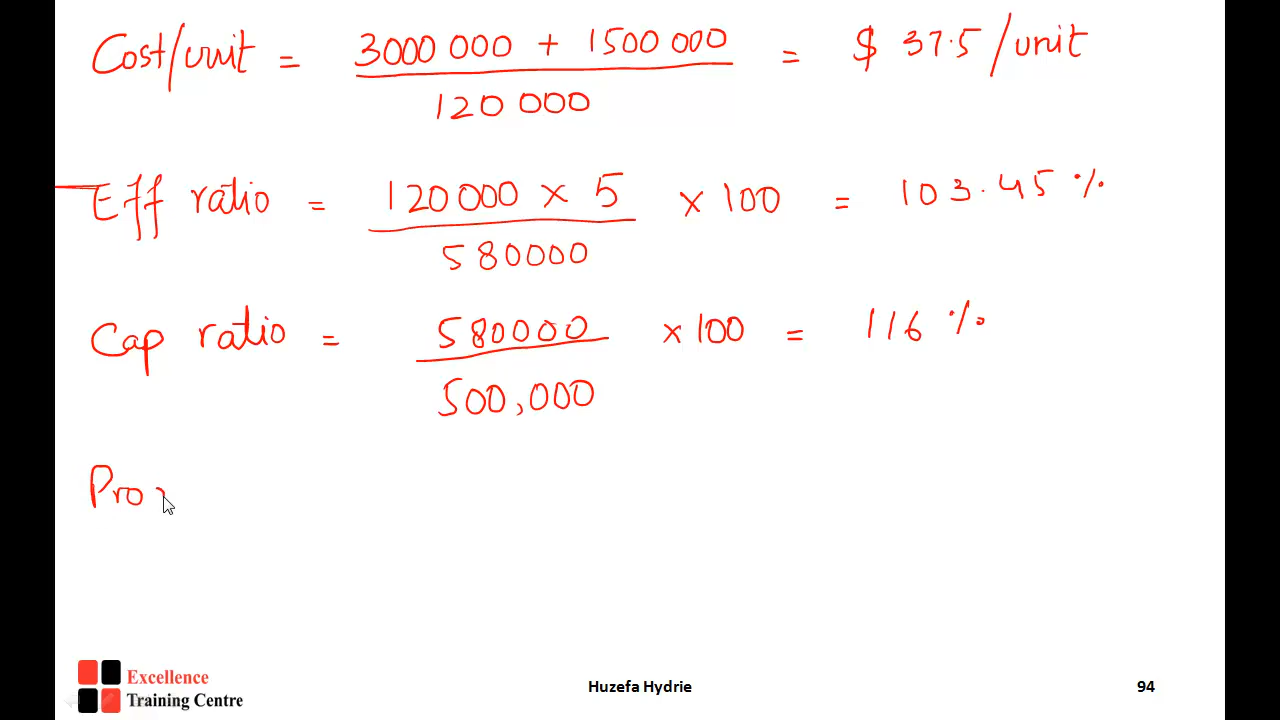 Cost/unit = 3000 000 + 1500 000 / 120 000 = $ 37.5/unit
Eff ratio = 120000 x 5 / 580000 x 100 = 103.45 %
Cap ratio = 580000 / 500,000 x 100 = 116 %
Pro
Excellence
Training Centre
Huzefa Hydrie
94